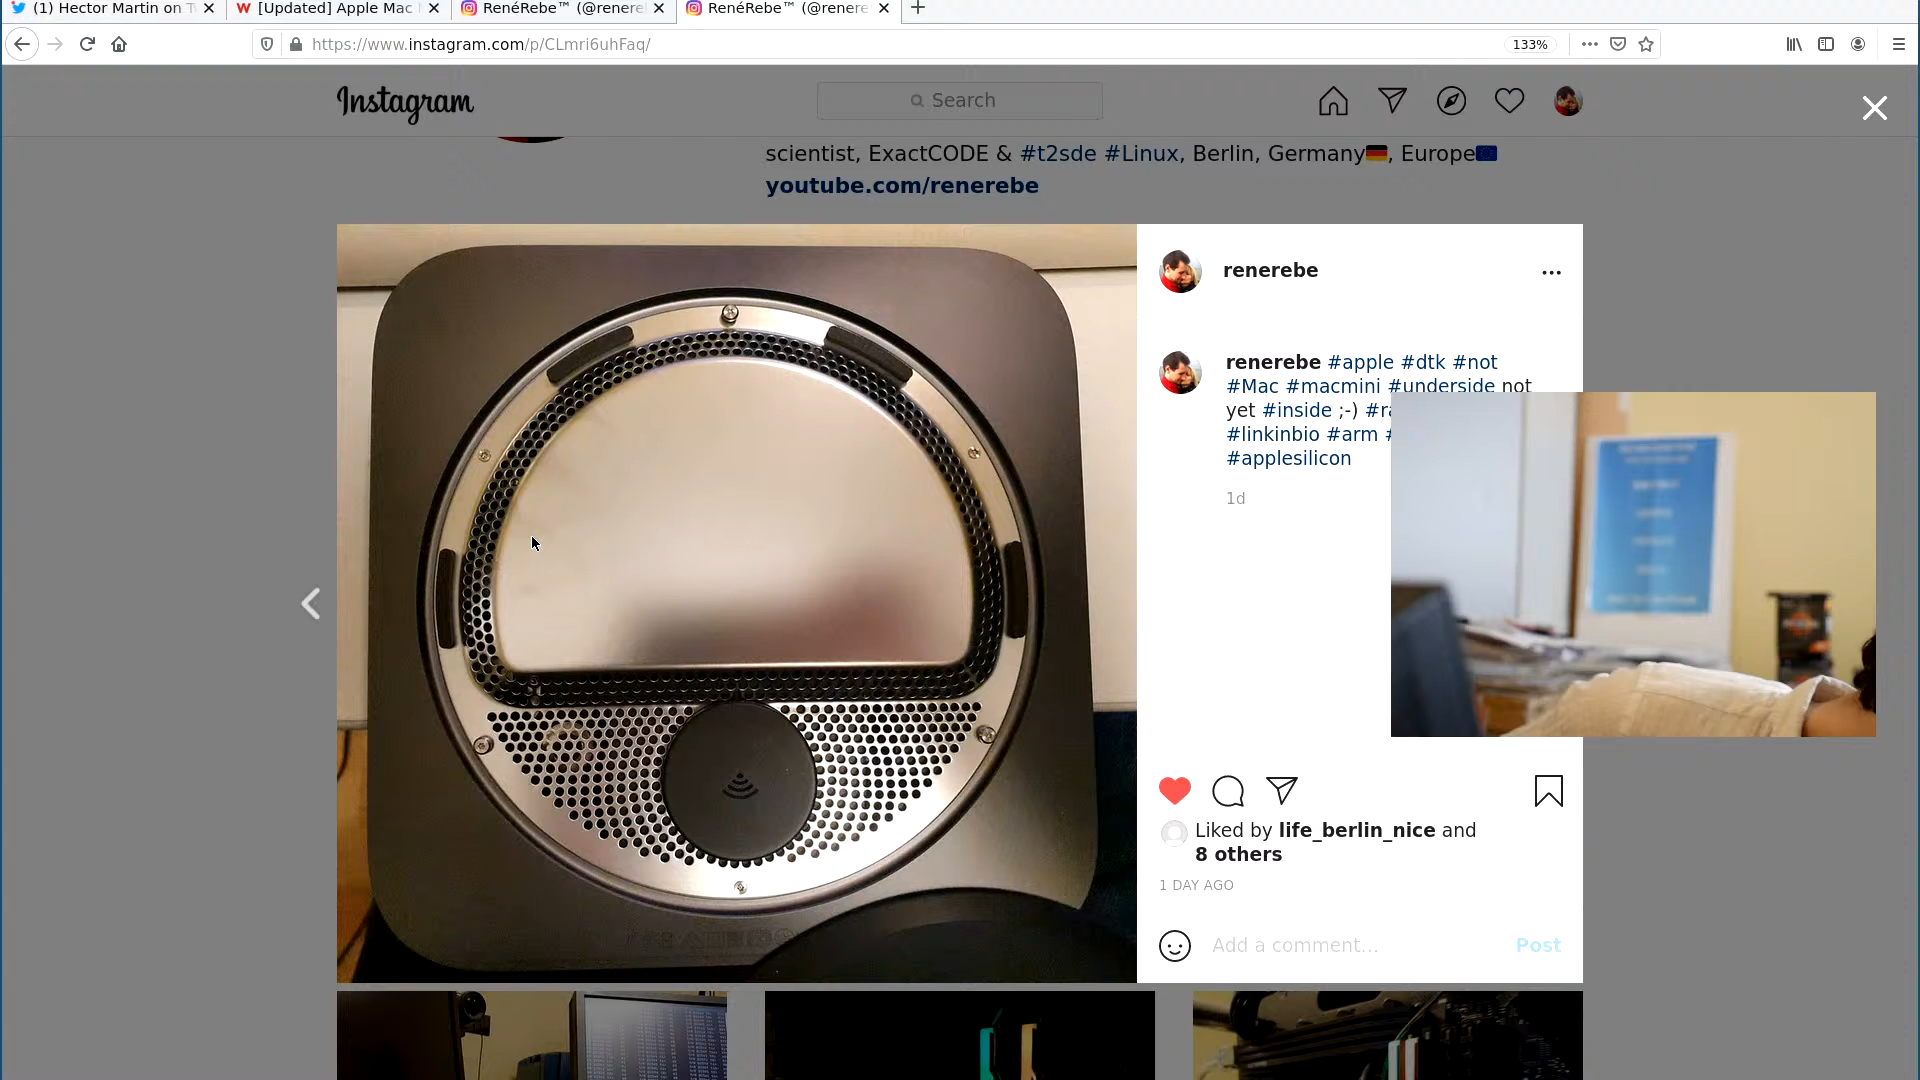 (1) Hector Martin on T
[Updated] Apple Mac
RenéRebe™ (@renere
RenéRebe™ (@renere
https://www.instagram.com/p/CLmri6uhFaq/
133%
Instagram
Search
scientist, ExactCODE & #t2sde #Linux, Berlin, Germany🇩🇪, Europe🇪🇺
youtube.com/renerebe
renerebe
renerebe #apple #dtk #not
#Mac #macmini #underside not
yet #inside ;-) #ra
#linkinbio #arm #
#applesilicon
1d
Liked by life_berlin_nice and
8 others
1 DAY AGO
Add a comment...
Post